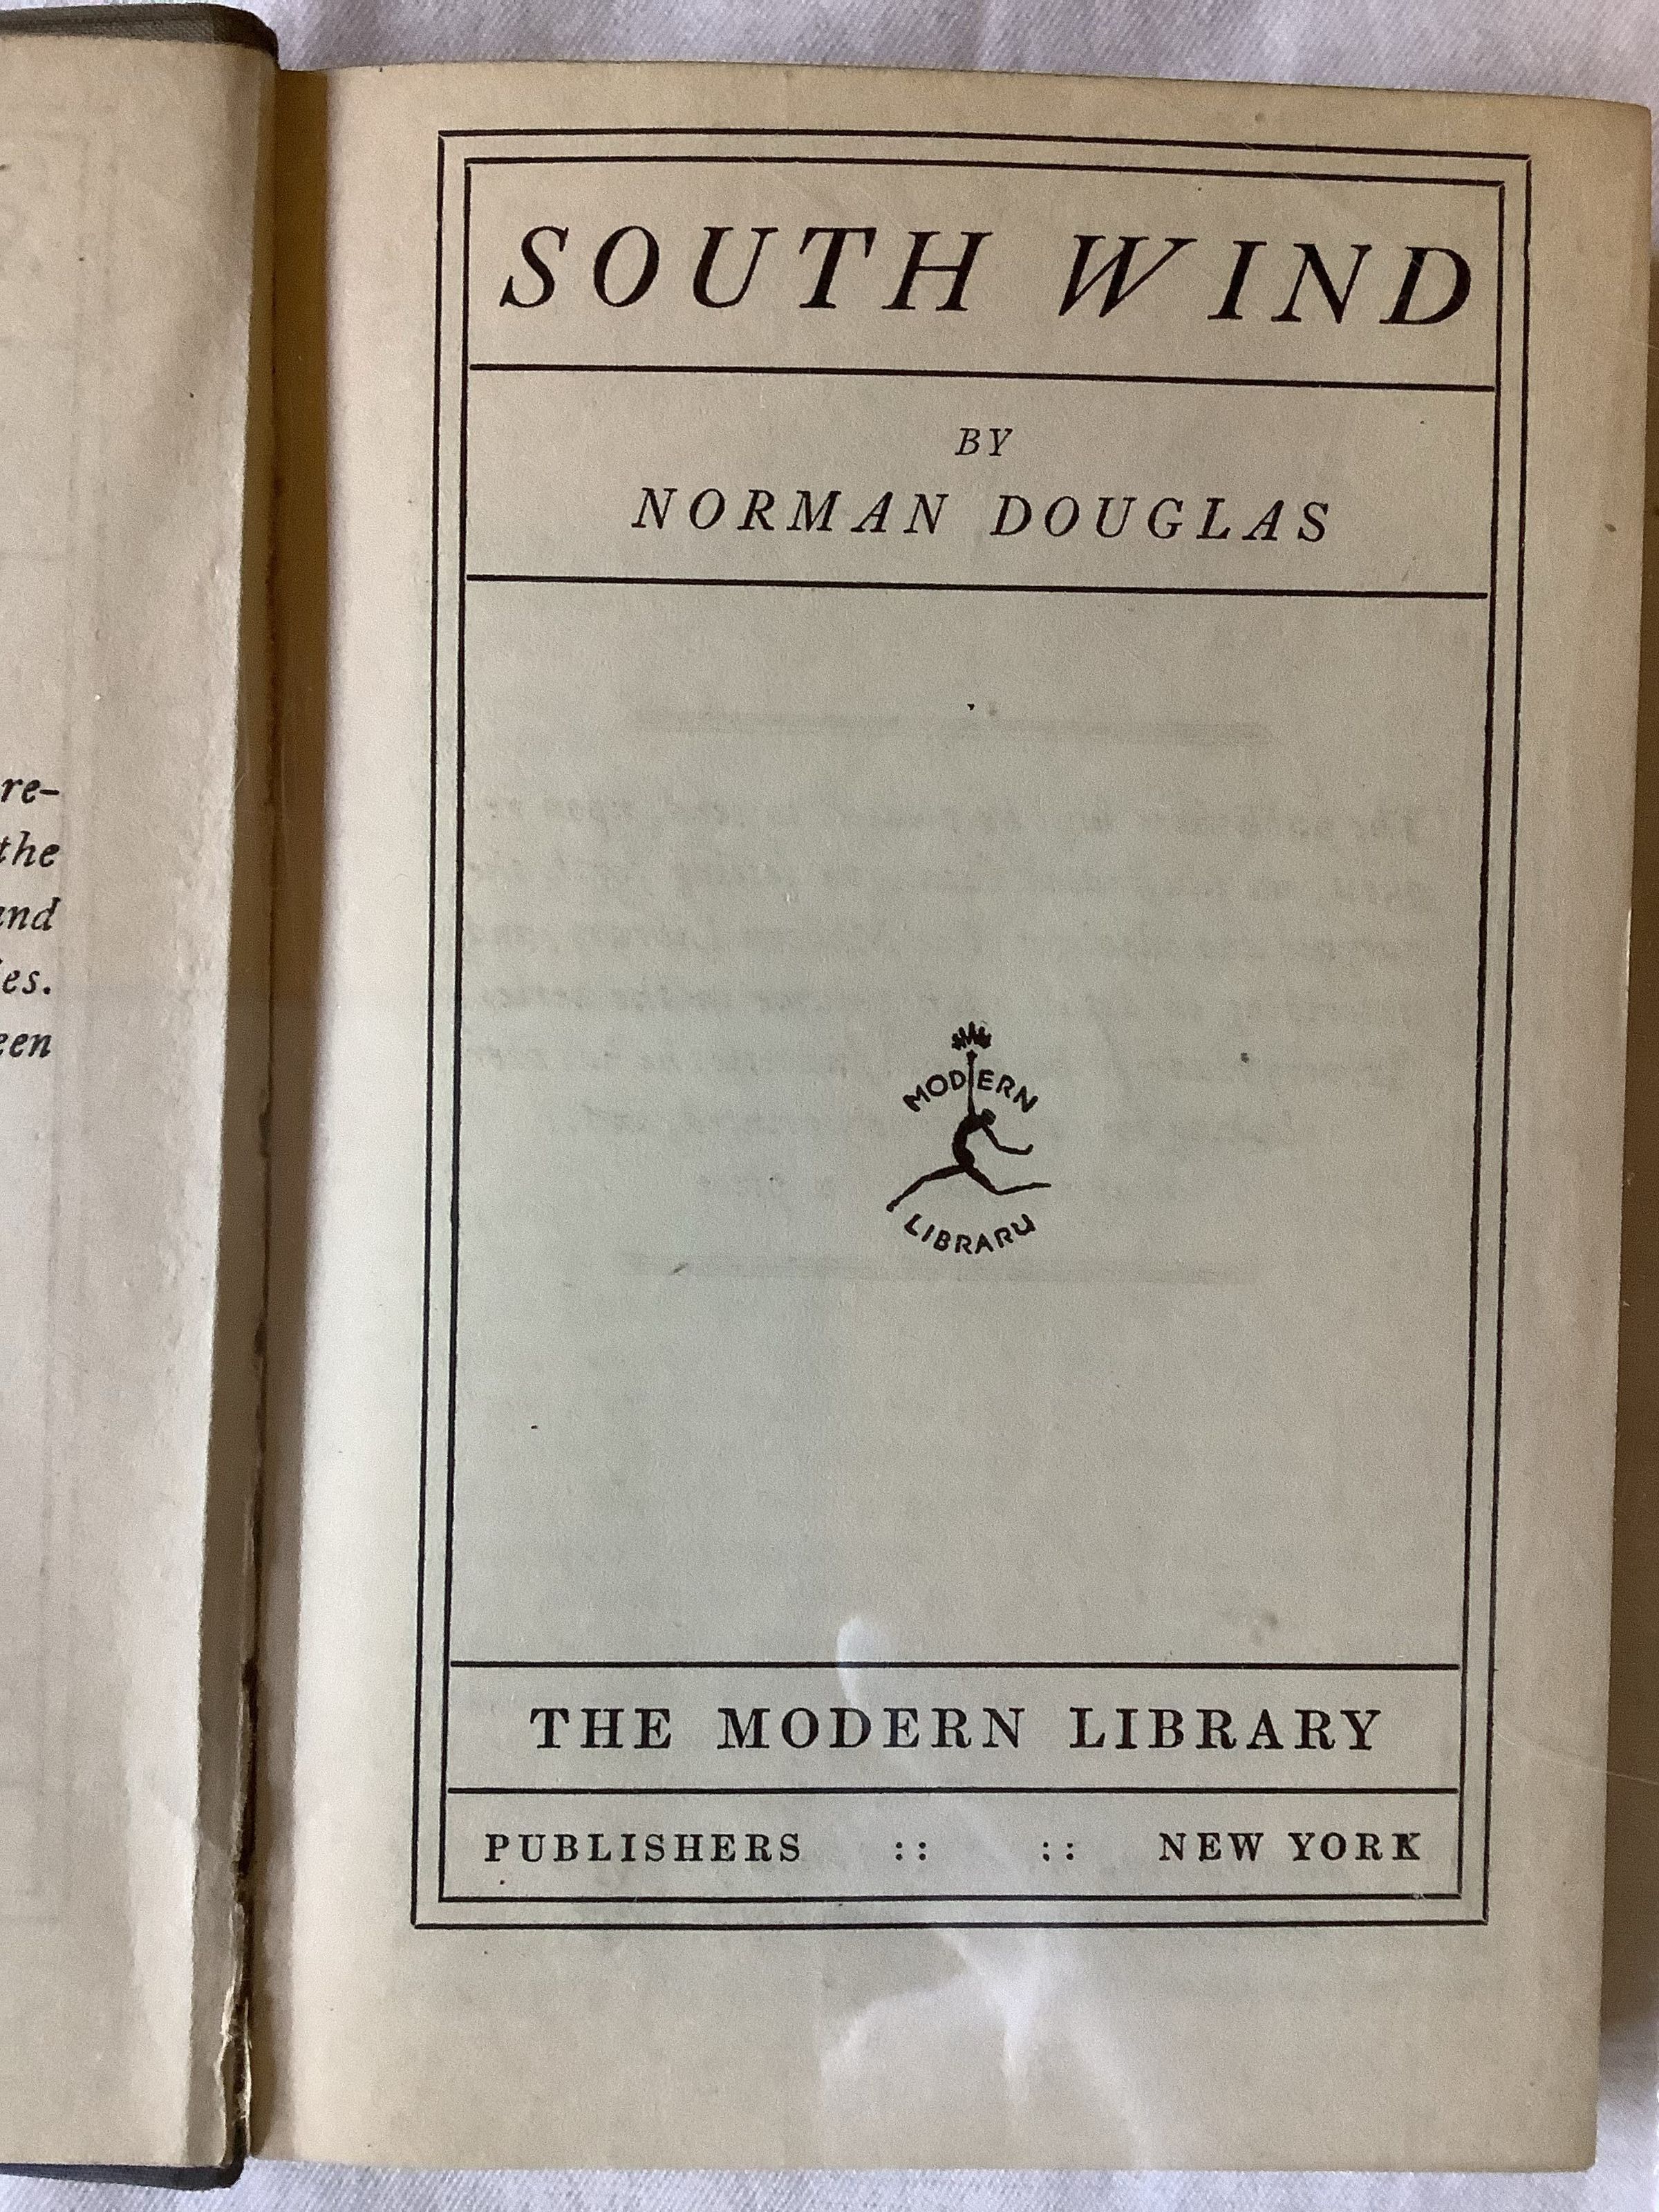 re-
the
and
es.
een
SOUTH WIND
BY
NORMAN DOUGLAS
MODERN
LIBRARY
THE MODERN LIBRARY
PUBLISHERS :: :: NEW YORK